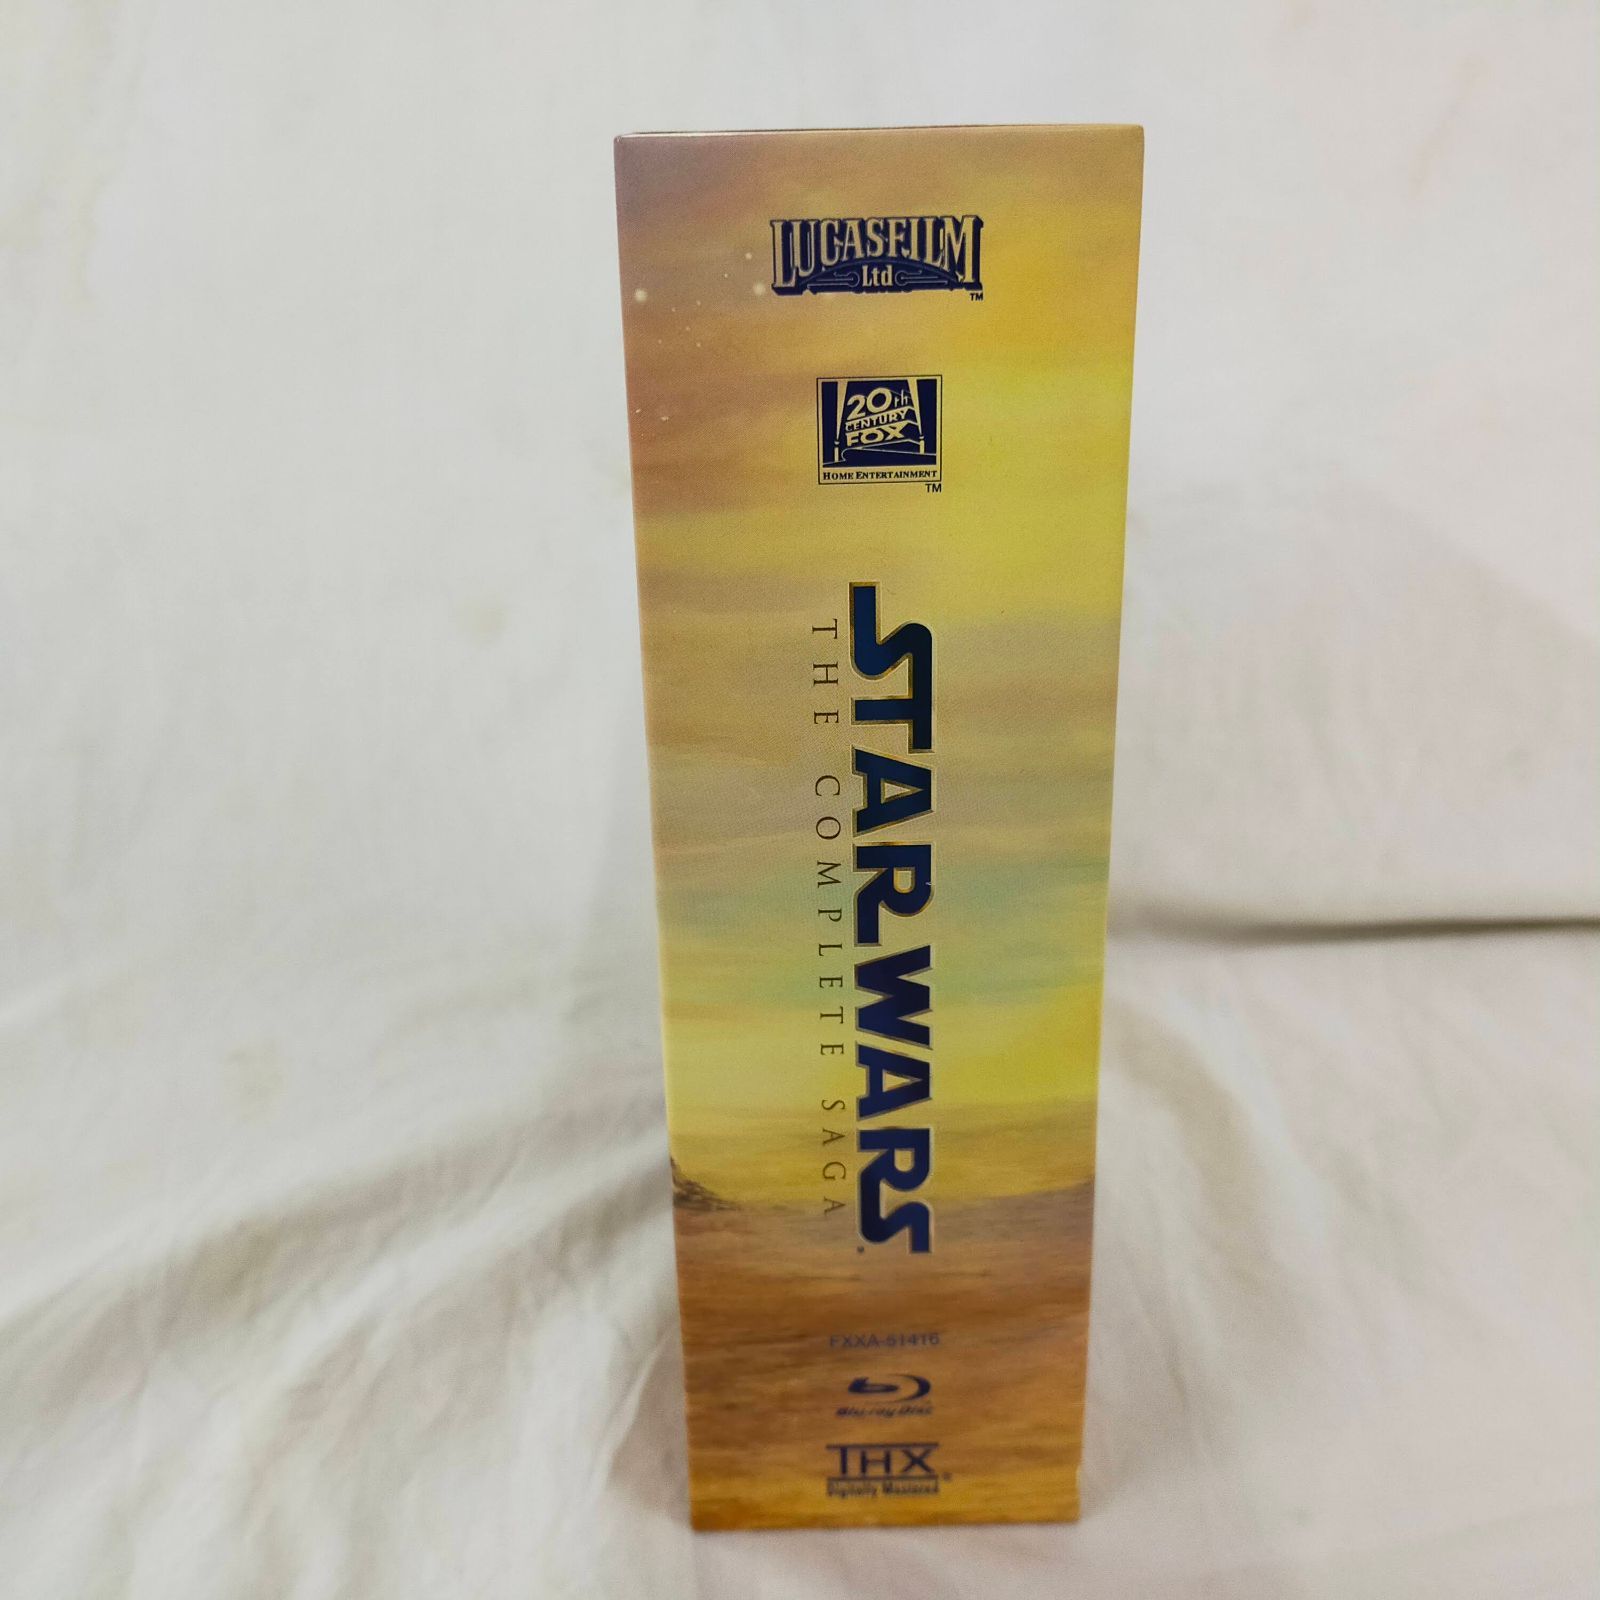 LUCASFILM
Ltd
TM
20th
CENTURY
FOX
HOME ENTERTAINMENT
TM
STAR WARS
THE COMPLETE SAGA
FXXA-51416
Blu-ray Disc
THX®
Digitally Mastered